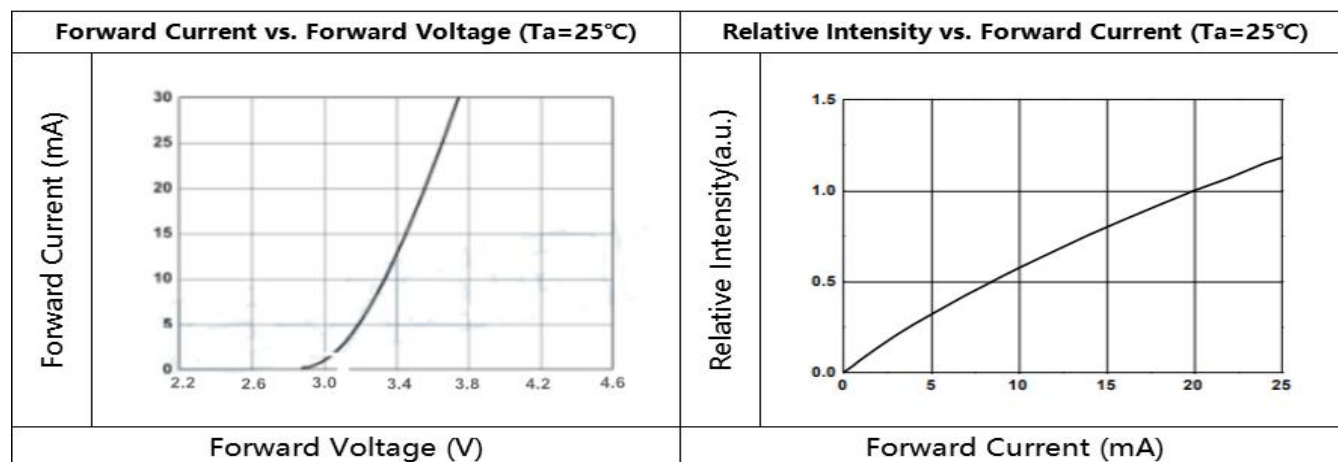 Forward Current vs. Forward Voltage (Ta=25℃)
Relative Intensity vs. Forward Current (Ta=25℃)
Forward Current (mA)
30
25
20
15
10
5
0
2.2 2.6 3.0 3.4 3.8 4.2 4.6
Forward Voltage (V)
Relative Intensity(a.u.)
1.5
1.0
0.5
0.0
0 5 10 15 20 25
Forward Current (mA)